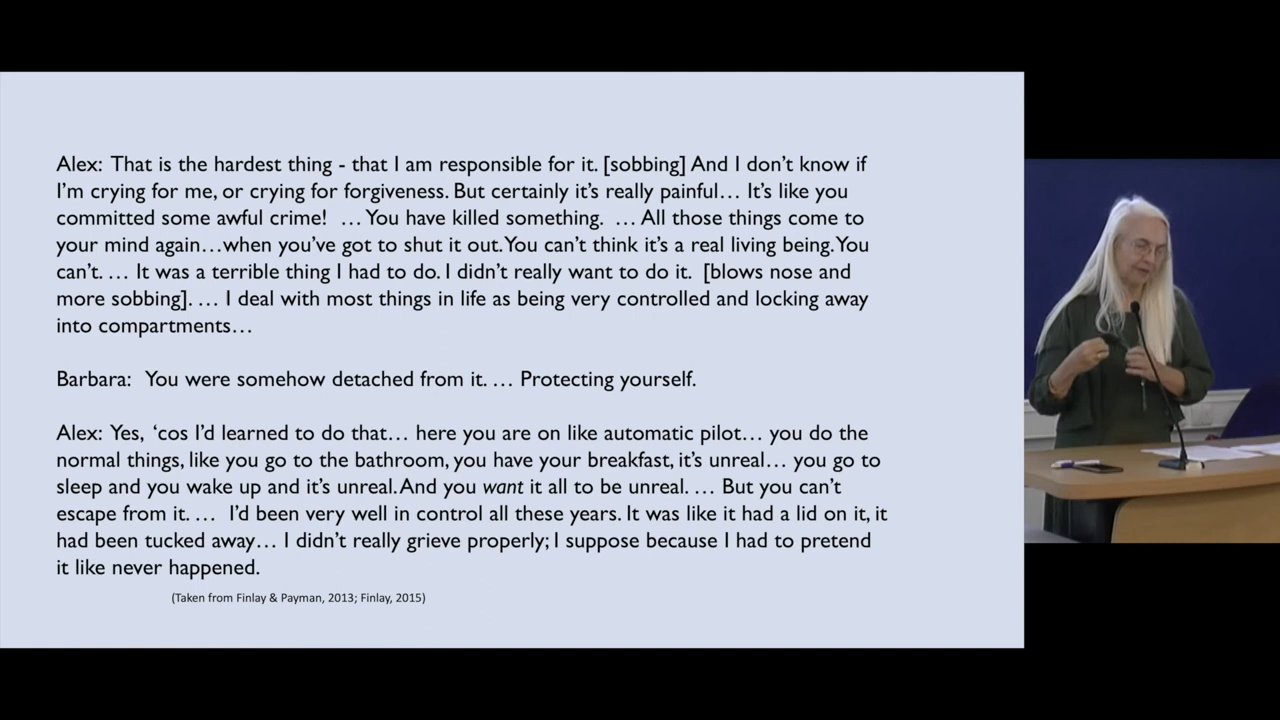 Alex: That is the hardest thing - that I am responsible for it. [sobbing] And I don’t know if
I’m crying for me, or crying for forgiveness. But certainly it’s really painful… It’s like you
committed some awful crime! … You have killed something. … All those things come to
your mind again…when you’ve got to shut it out. You can’t think it’s a real living being. You
can’t. … It was a terrible thing I had to do. I didn’t really want to do it. [blows nose and
more sobbing]. … I deal with most things in life as being very controlled and locking away
into compartments…
Barbara: You were somehow detached from it. … Protecting yourself.
Alex: Yes, ‘cos I’d learned to do that… here you are on like automatic pilot… you do the
normal things, like you go to the bathroom, you have your breakfast, it’s unreal… you go to
sleep and you wake up and it’s unreal. And you want it all to be unreal. … But you can’t
escape from it. … I’d been very well in control all these years. It was like it had a lid on it, it
had been tucked away… I didn’t really grieve properly; I suppose because I had to pretend
it like never happened.
(Taken from Finlay & Payman, 2013; Finlay, 2015)